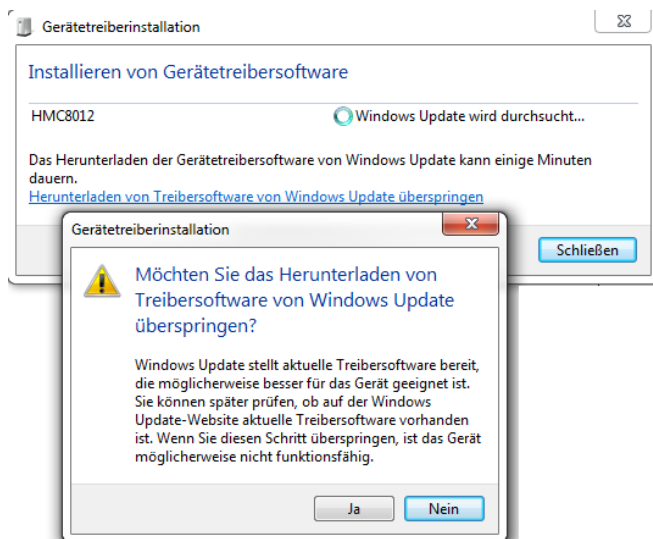 Gerätetreiberinstallation
Installieren von Gerätetreibersoftware
HMC8012 Windows Update wird durchsucht...
Das Herunterladen der Gerätetreibersoftware von Windows Update kann einige Minuten
dauern.
Herunterladen von Treibersoftware von Windows Update überspringen
Schließen
Gerätetreiberinstallation
Möchten Sie das Herunterladen von
Treibersoftware von Windows Update
überspringen?
Windows Update stellt aktuelle Treibersoftware bereit,
die möglicherweise besser für das Gerät geeignet ist.
Sie können später prüfen, ob auf der Windows
Update-Website aktuelle Treibersoftware vorhanden
ist. Wenn Sie diesen Schritt überspringen, ist das Gerät
möglicherweise nicht funktionsfähig.
Ja Nein